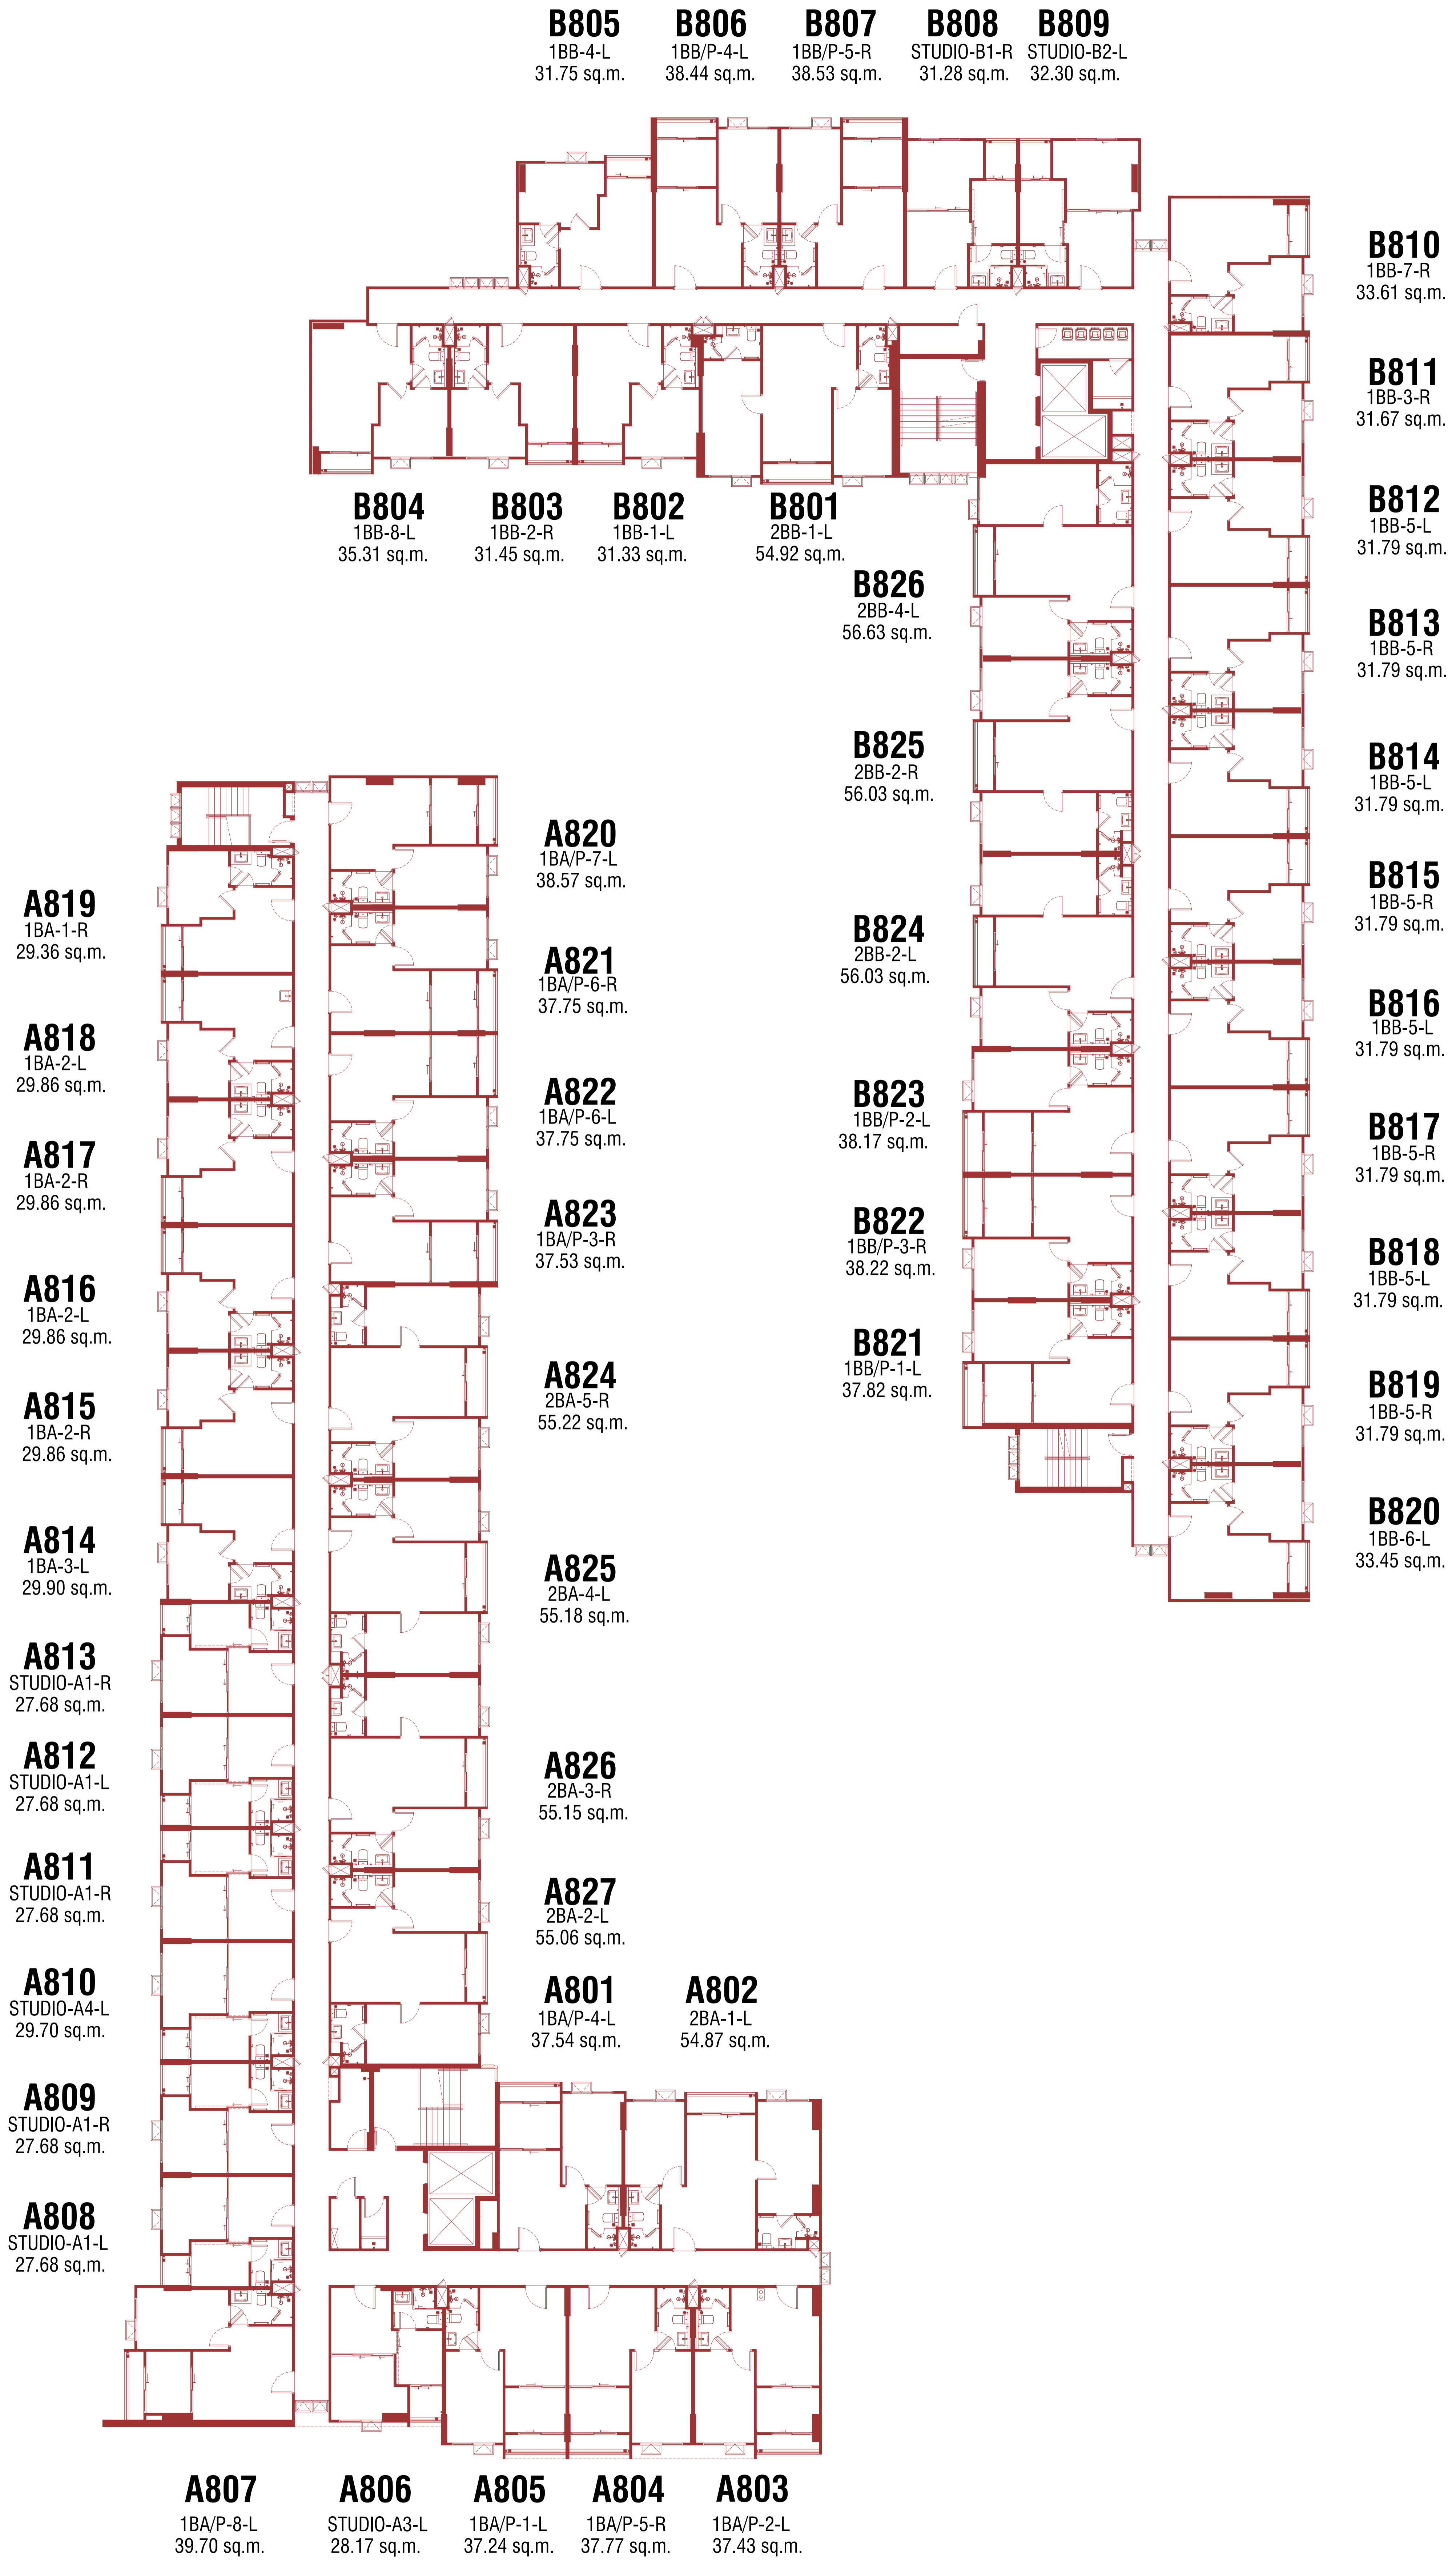 B805
1BB-4-L
31.75 sq.m.
B806
1BB/P-4-L
38.44 sq.m.
B807
1BB/P-5-R
38.53 sq.m.
B808
STUDIO-B1-R
31.28 sq.m.
B809
STUDIO-B2-L
32.30 sq.m.
B810
1BB-7-R
33.61 sq.m.
B811
1BB-3-R
31.67 sq.m.
B812
1BB-5-L
31.79 sq.m.
B813
1BB-5-R
31.79 sq.m.
B814
1BB-5-L
31.79 sq.m.
B815
1BB-5-R
31.79 sq.m.
B816
1BB-5-L
31.79 sq.m.
B817
1BB-5-R
31.79 sq.m.
B818
1BB-5-L
31.79 sq.m.
B819
1BB-5-R
31.79 sq.m.
B820
1BB-6-L
33.45 sq.m.
B804
1BB-8-L
35.31 sq.m.
B803
1BB-2-R
31.45 sq.m.
B802
1BB-1-L
31.33 sq.m.
B801
2BB-1-L
54.92 sq.m.
B826
2BB-4-L
56.63 sq.m.
B825
2BB-2-R
56.03 sq.m.
B824
2BB-2-L
56.03 sq.m.
B823
1BB/P-2-L
38.17 sq.m.
B822
1BB/P-3-R
38.22 sq.m.
B821
1BB/P-1-L
37.82 sq.m.
A819
1BA-1-R
29.36 sq.m.
A818
1BA-2-L
29.86 sq.m.
A817
1BA-2-R
29.86 sq.m.
A816
1BA-2-L
29.86 sq.m.
A815
1BA-2-R
29.86 sq.m.
A814
1BA-3-L
29.90 sq.m.
A813
STUDIO-A1-R
27.68 sq.m.
A812
STUDIO-A1-L
27.68 sq.m.
A811
STUDIO-A1-R
27.68 sq.m.
A810
STUDIO-A4-L
29.70 sq.m.
A809
STUDIO-A1-R
27.68 sq.m.
A808
STUDIO-A1-L
27.68 sq.m.
A820
1BA/P-7-L
38.57 sq.m.
A821
1BA/P-6-R
37.75 sq.m.
A822
1BA/P-6-L
37.75 sq.m.
A823
1BA/P-3-R
37.53 sq.m.
A824
2BA-5-R
55.22 sq.m.
A825
2BA-4-L
55.18 sq.m.
A826
2BA-3-R
55.15 sq.m.
A827
2BA-2-L
55.06 sq.m.
A801
1BA/P-4-L
37.54 sq.m.
A802
2BA-1-L
54.87 sq.m.
A807
1BA/P-8-L
39.70 sq.m.
A806
STUDIO-A3-L
28.17 sq.m.
A805
1BA/P-1-L
37.24 sq.m.
A804
1BA/P-5-R
37.77 sq.m.
A803
1BA/P-2-L
37.43 sq.m.